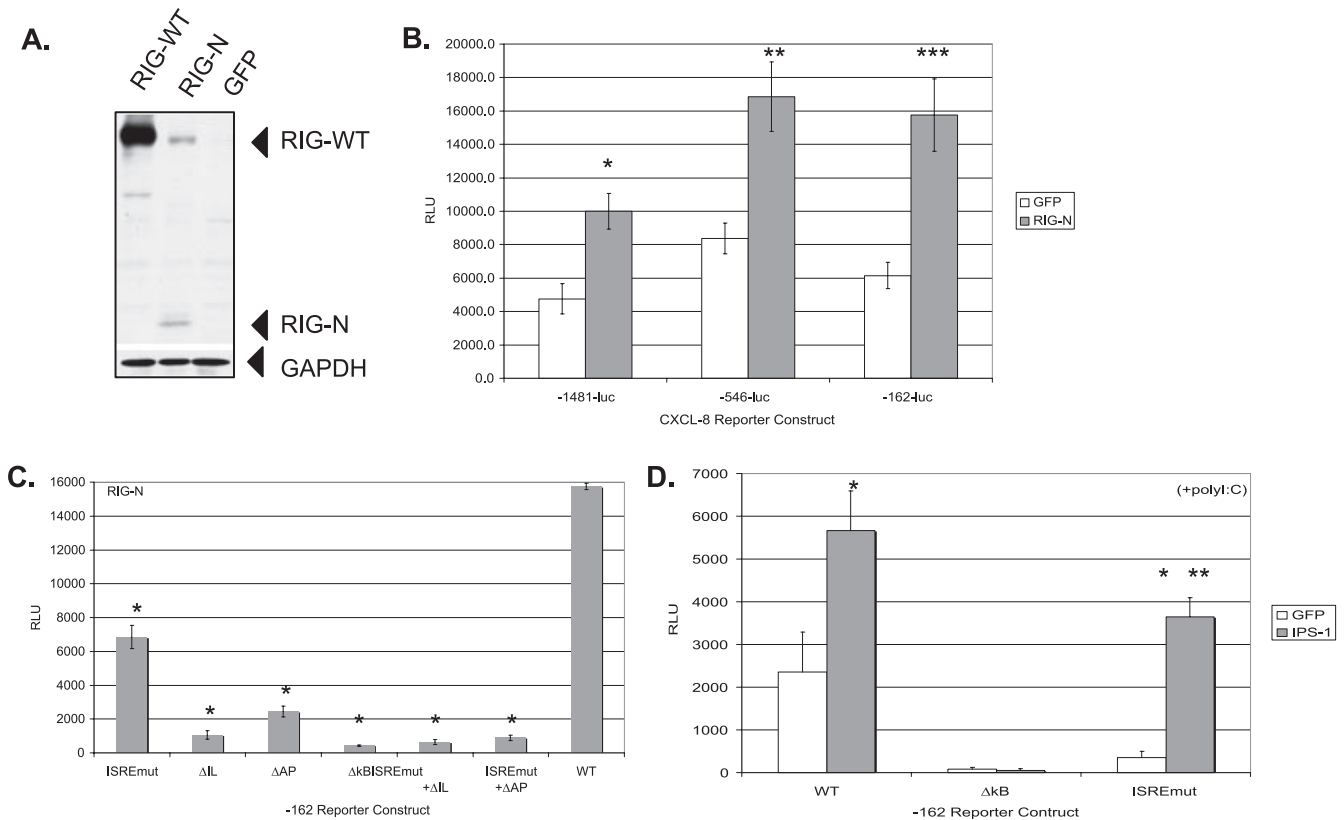 A.
RIG-WT
RIG-N
GFP
RIG-WT
RIG-N
GAPDH
B.
20000.0
18000.0
16000.0
14000.0
12000.0
10000.0
8000.0
6000.0
4000.0
2000.0
0.0
RLU
*
**
***
-1481-luc
-546-luc
-162-luc
CXCL-8 Reporter Construct
GFP
RIG-N
C.
RIG-N
16000
14000
12000
10000
8000
6000
4000
2000
0
RLU
*
*
*
*
*
*
ISREmut
ΔIL
ΔAP
ΔkBISREmut
+ΔIL
ISREmut
+ΔAP
WT
-162 Reporter Construct
D.
(+polyI:C)
7000
6000
5000
4000
3000
2000
1000
0
RLU
*
* **
WT
ΔkB
ISREmut
-162 Reporter Contruct
GFP
IPS-1